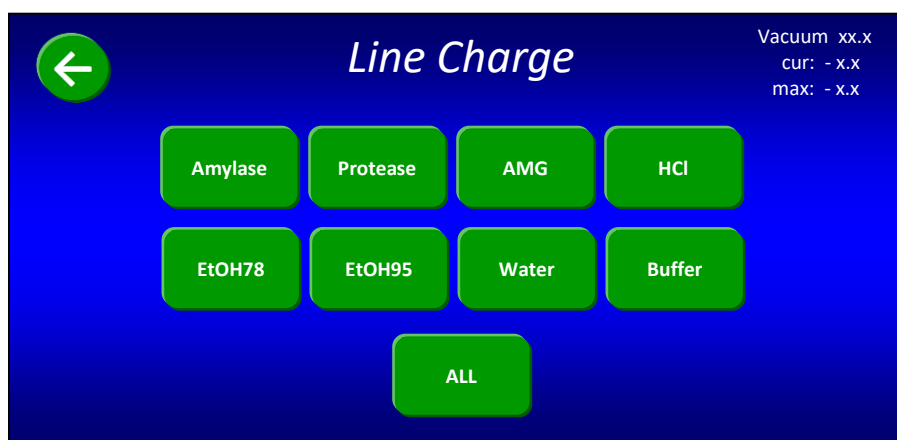 Line Charge
Vacuum xx.x
cur: - x.x
max: - x.x
Amylase Protease AMG HCl
EtOH78 EtOH95 Water Buffer
ALL